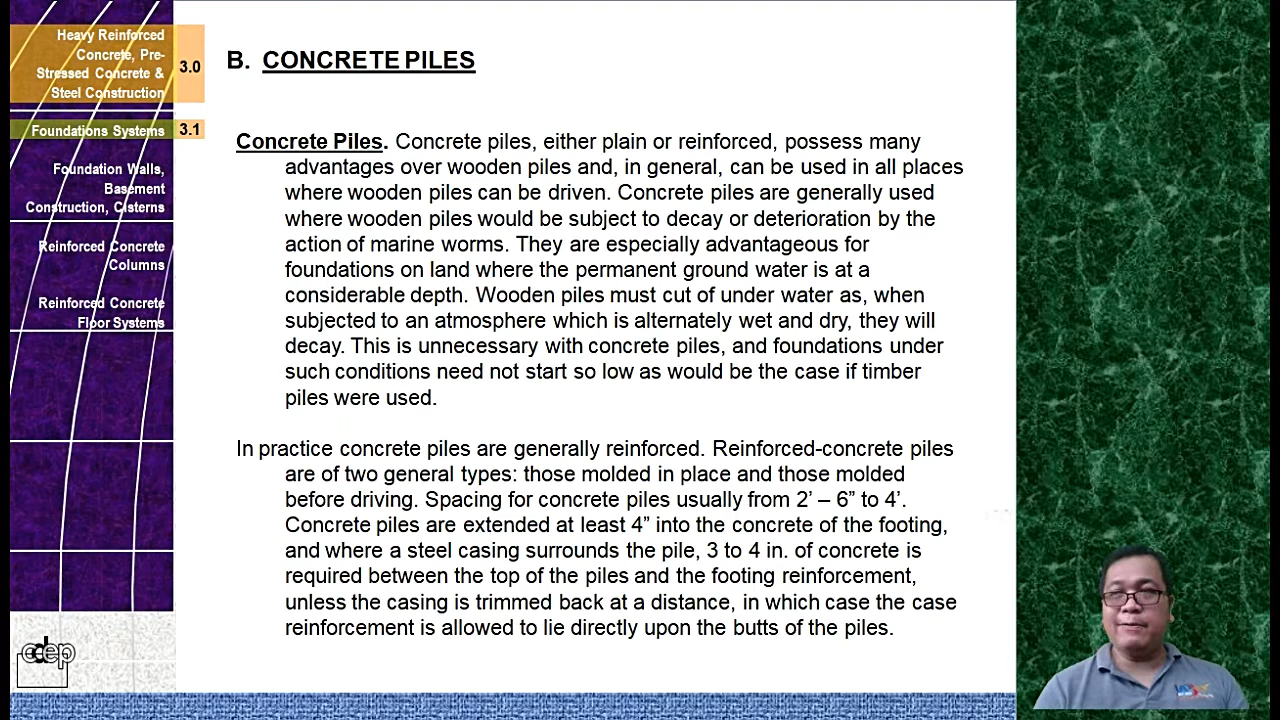 Heavy Reinforced
Concrete, Pre-
Stressed Concrete &
Steel Construction
3.0
Foundations Systems
3.1
Foundation Walls,
Basement
Construction, Cisterns
Reinforced Concrete
Columns
Reinforced Concrete
Floor Systems
B. CONCRETE PILES
Concrete Piles. Concrete piles, either plain or reinforced, possess many
advantages over wooden piles and, in general, can be used in all places
where wooden piles can be driven. Concrete piles are generally used
where wooden piles would be subject to decay or deterioration by the
action of marine worms. They are especially advantageous for
foundations on land where the permanent ground water is at a
considerable depth. Wooden piles must cut of under water as, when
subjected to an atmosphere which is alternately wet and dry, they will
decay. This is unnecessary with concrete piles, and foundations under
such conditions need not start so low as would be the case if timber
piles were used.
In practice concrete piles are generally reinforced. Reinforced-concrete piles
are of two general types: those molded in place and those molded
before driving. Spacing for concrete piles usually from 2’ – 6” to 4’.
Concrete piles are extended at least 4” into the concrete of the footing,
and where a steel casing surrounds the pile, 3 to 4 in. of concrete is
required between the top of the piles and the footing reinforcement,
unless the casing is trimmed back at a distance, in which case the case
reinforcement is allowed to lie directly upon the butts of the piles.